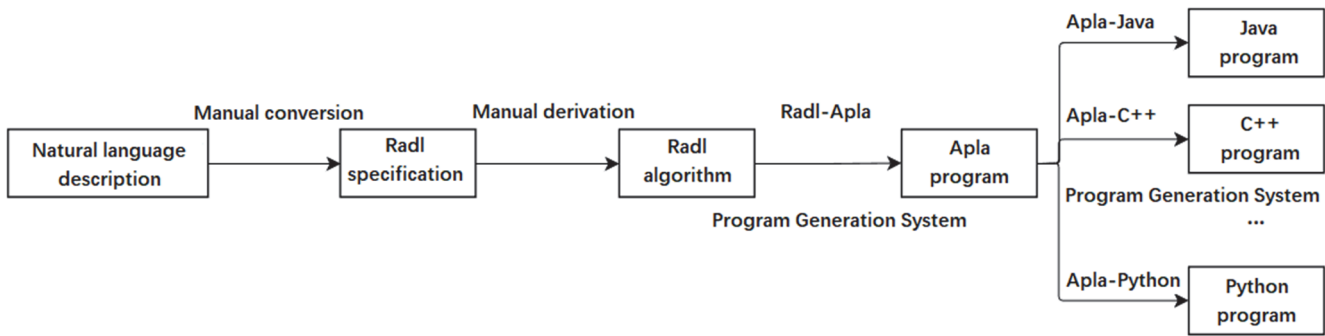 Natural language
description
Manual conversion
Radl
specification
Manual derivation
Radl
algorithm
Radl-Apla
Program Generation System
Apla
program
Apla-Java
Java
program
Apla-C++
C++
program
Program Generation System
...
Apla-Python
Python
program